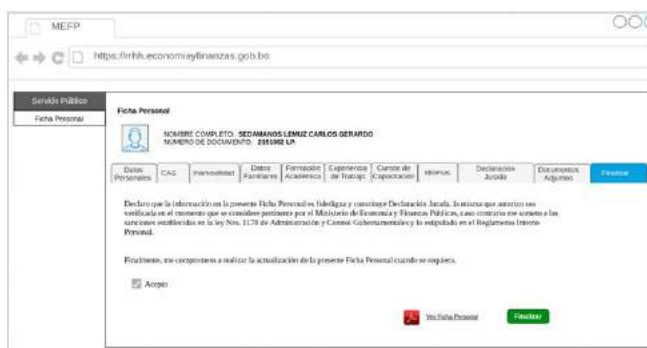 MEFP
https://rrhh.economiayfinanzas.gob.bo
Servido Público
Ficha Personal
Ficha Personal
NOMBRE COMPLETO: SEDAMANOS LEMUZ CARLOS GERARDO
NUMERO DE DOCUMENTO: LP
Datos Personales
CAS
Inamovilidad
Datos Familiares
Formación Académica
Experiencia de Trabajo
Cursos de Capacitación
Idiomas
Declaración Jurada
Documentos Adjuntos
Finalizar
Declaro que la información en la presente Ficha Personal es fidedigna y constituye Declaración Jurada, la misma que autorizo sea
verificada en el momento que se considere pertinente por el Ministerio de Economía y Finanzas Públicas, caso contrario me someto a las
sanciones establecidas en la ley Nro. 1178 de Administración y Control Gubernamentales y lo estipulado en el Reglamento Interno
Personal.
Finalmente, me comprometo a realizar la actualización de la presente Ficha Personal cuando se requiera.
Acepto
Ver Ficha Personal
Finalizar